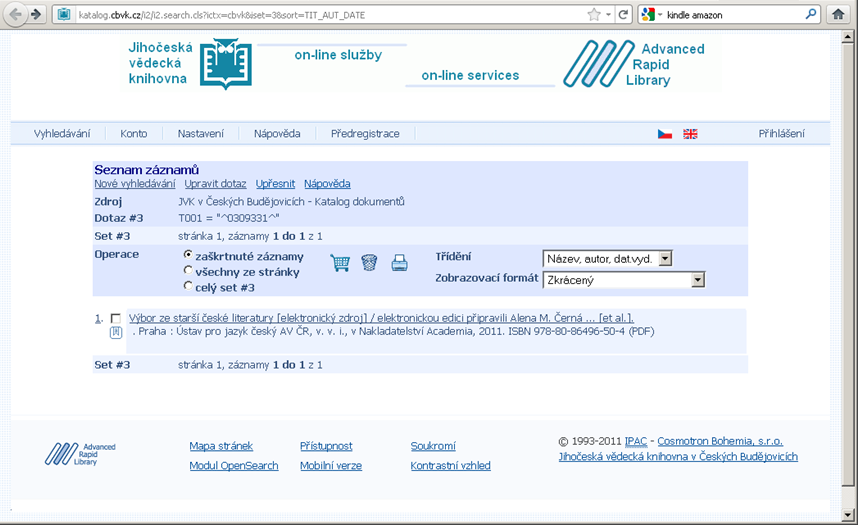 katalog.cbvk.cz/i2/i2.search.cls?ictx=cbvk&iset=3&sort=TIT_AUT_DATE
kindle amazon
Jihočeská
vědecká
knihovna
on-line služby
on-line services
Advanced
Rapid
Library
Vyhledávání Konto Nastavení Nápověda Předregistrace Přihlášení
Seznam záznamů
Nové vyhledávání Upravit dotaz Upřesnit Nápověda
Zdroj JVK v Českých Budějovicích - Katalog dokumentů
Dotaz #3 T001 = "^0309331^"
Set #3 stránka 1, záznamy 1 do 1 z 1
Operace zaškrtnuté záznamy Třídění Název, autor, dat.vyd.
všechny ze stránky Zobrazovací formát Zkrácený
celý set #3
1. Výbor ze starší české literatury [elektronický zdroj] / elektronickou edici připravili Alena M. Černá ... [et al.].
. Praha : Ústav pro jazyk český AV ČR, v. v. i., v Nakladatelství Academia, 2011. ISBN 978-80-86496-50-4 (PDF)
Set #3 stránka 1, záznamy 1 do 1 z 1
Advanced
Rapid
Library
Mapa stránek Přístupnost Soukromí
Modul OpenSearch Mobilní verze Kontrastní vzhled
© 1993-2011 IPAC - Cosmotron Bohemia, s.r.o.
Jihočeská vědecká knihovna v Českých Budějovicích